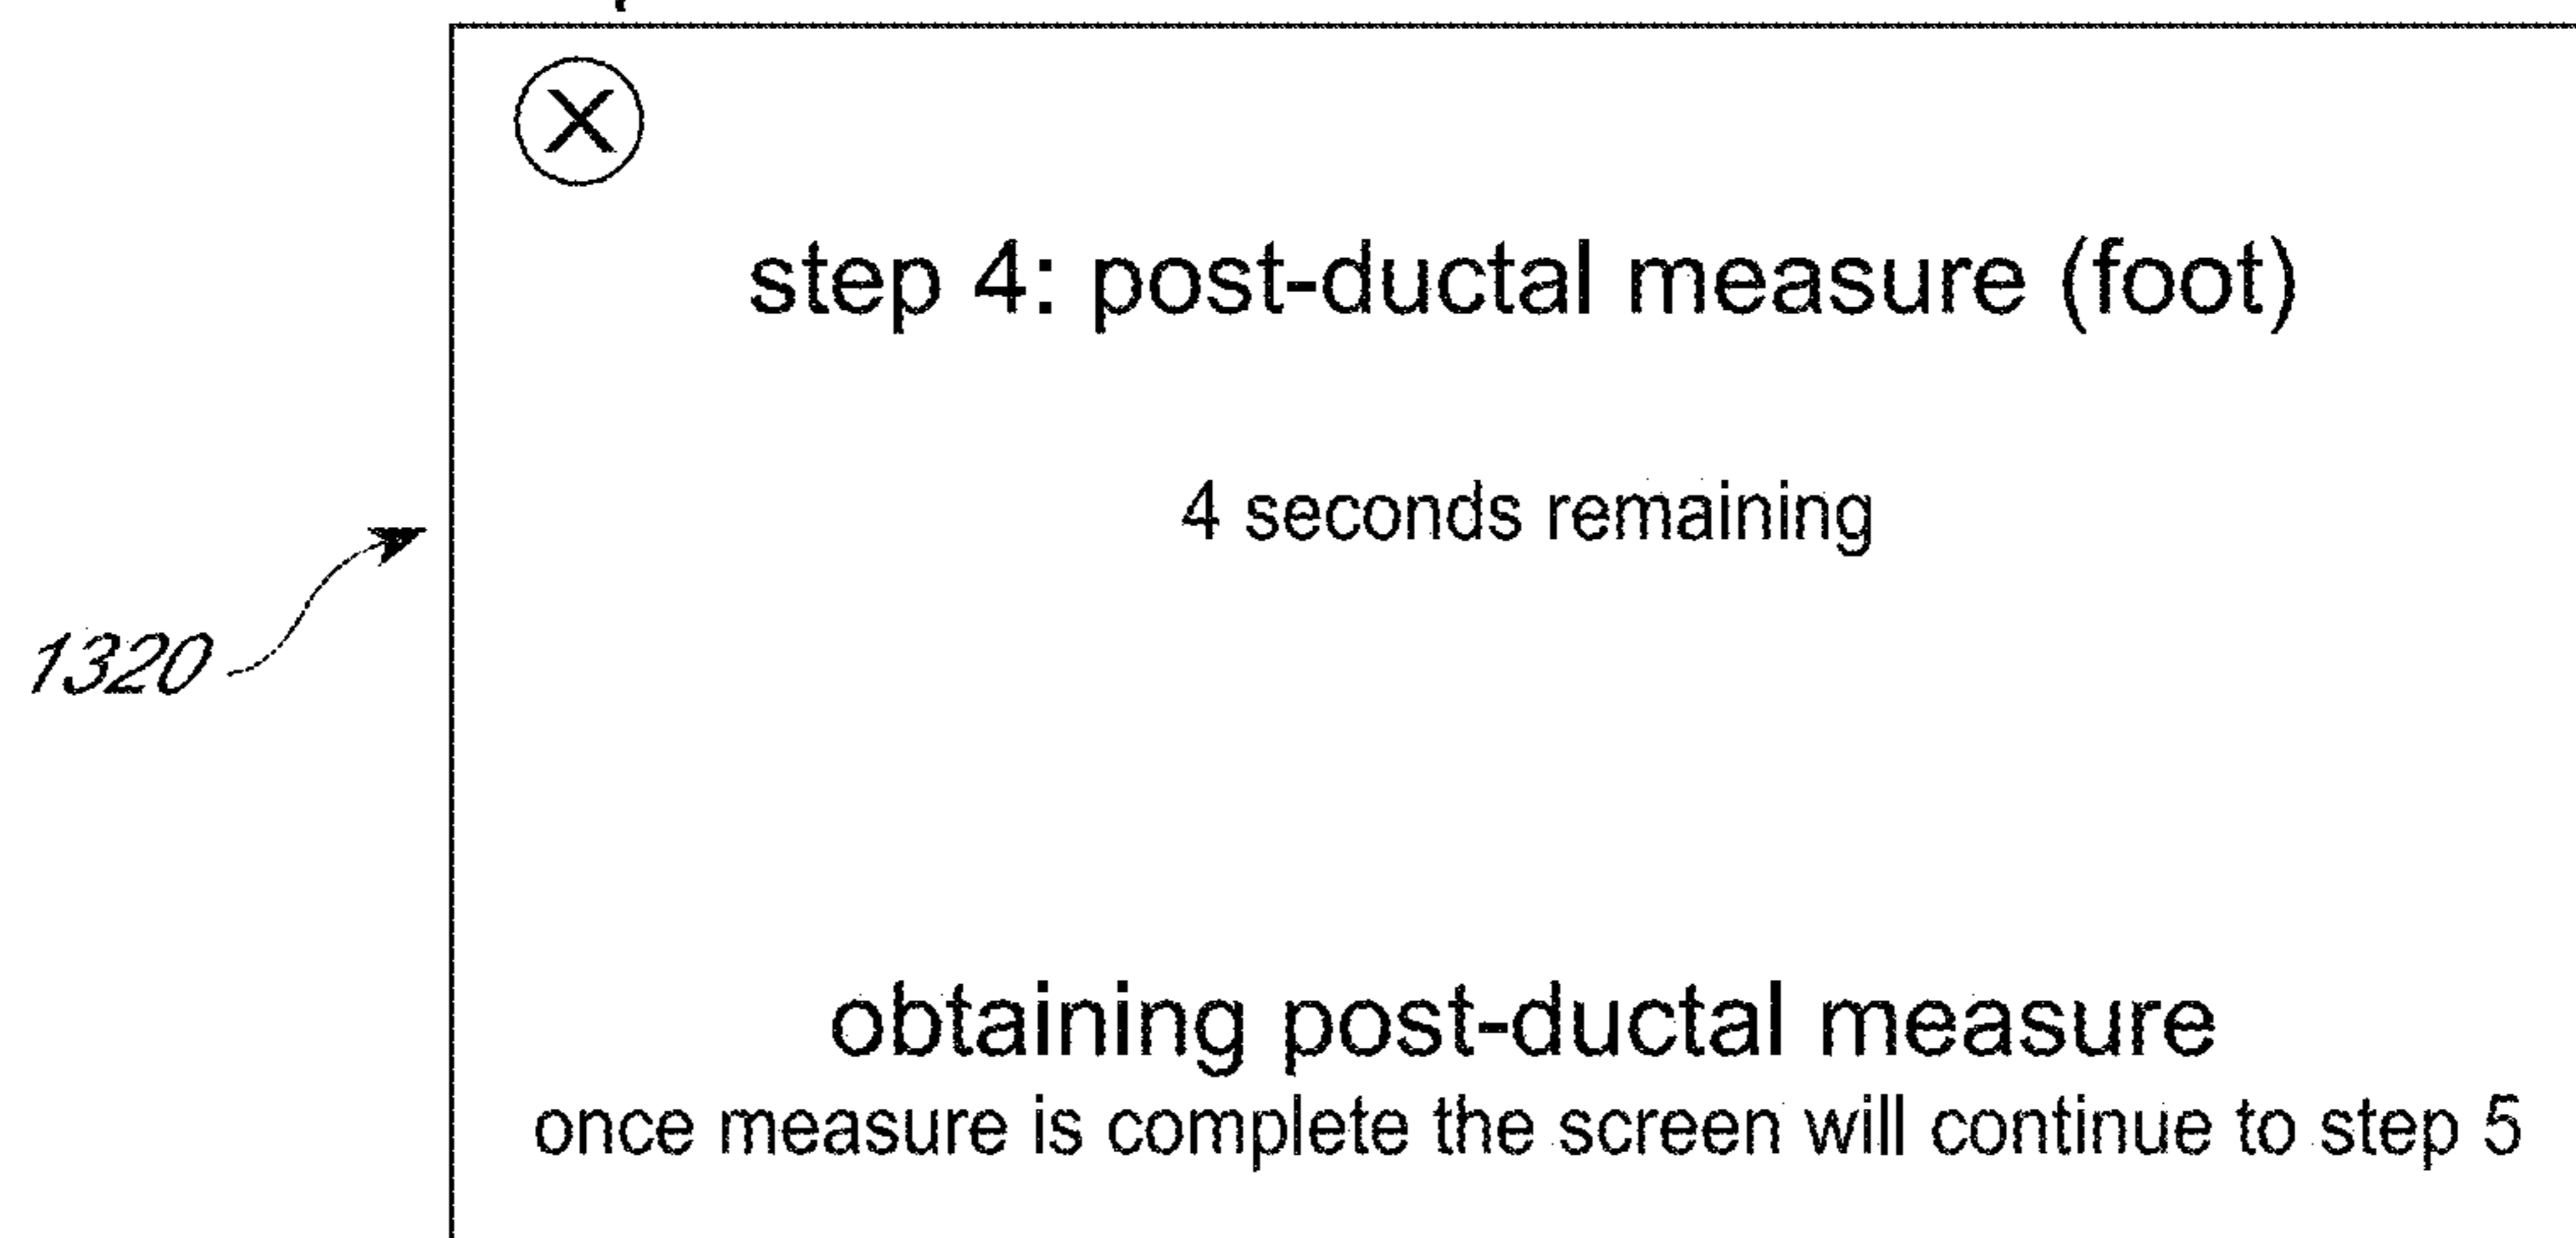 step 4: post-ductal measure (foot)
4 seconds remaining
1320
obtaining post-ductal measure
once measure is complete the screen will continue to step 5